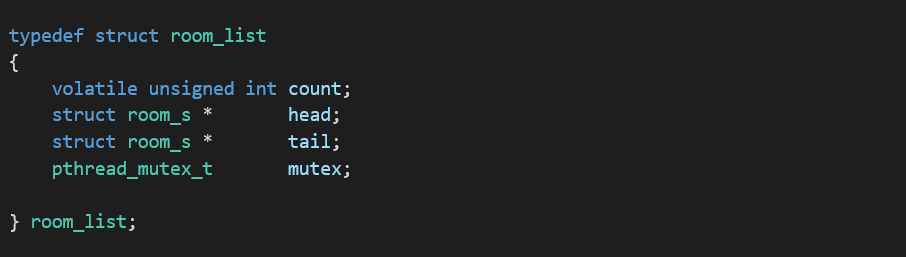 typedef struct room_list
{
    volatile unsigned int count;
    struct room_s *       head;
    struct room_s *       tail;
    pthread_mutex_t       mutex;

} room_list;